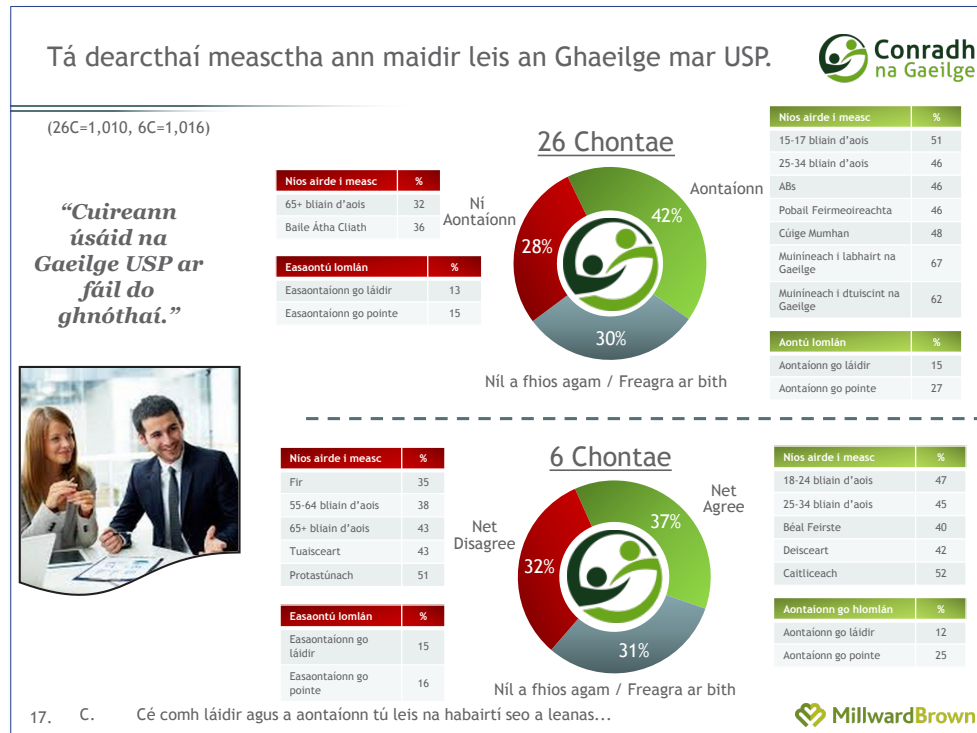 Tá dearcthaí measctha ann maidir leis an Ghaeilge mar USP.
Conradh
na Gaeilge
(26C=1,010, 6C=1,016)
“Cuireann
úsáid na
Gaeilge USP ar
fáil do
ghnóthaí.”
26 Chontae
Níos airde i measc %
65+ bliain d’aois 32
Baile Átha Cliath 36
Easaontú Iomlán %
Easaontaíonn go láidir 13
Easaontaíonn go pointe 15
Ní
Aontaíonn
28%
42%
30%
Aontaíonn
Níl a fhios agam / Freagra ar bith
Níos airde i measc %
15-17 bliain d’aois 51
25-34 bliain d’aois 46
ABs 46
Pobail Feirmeoireachta 46
Cúige Mumhan 48
Muiníneach i labhairt na
Gaeilge 67
Muiníneach i dtuiscint na
Gaeilge 62
Aontú Iomlán %
Aontaíonn go láidir 15
Aontaíonn go pointe 27
6 Chontae
Níos airde i measc %
Fir 35
55-64 bliain d’aois 38
65+ bliain d’aois 43
Tuaisceart 43
Protastúnach 51
Easaontú Iomlán %
Easaontaíonn go
láidir 15
Easaontaíonn go
pointe 16
Net
Disagree
32%
37%
31%
Net
Agree
Níl a fhios agam / Freagra ar bith
Níos airde i measc %
18-24 bliain d’aois 47
25-34 bliain d’aois 45
Béal Feirste 40
Deisceart 42
Caitliceach 52
Aontaíonn go hIomlán %
Aontaíonn go láidir 12
Aontaíonn go pointe 25
17. C. Cé comh láidir agus a aontaíonn tú leis na habairtí seo a leanas...
MillwardBrown